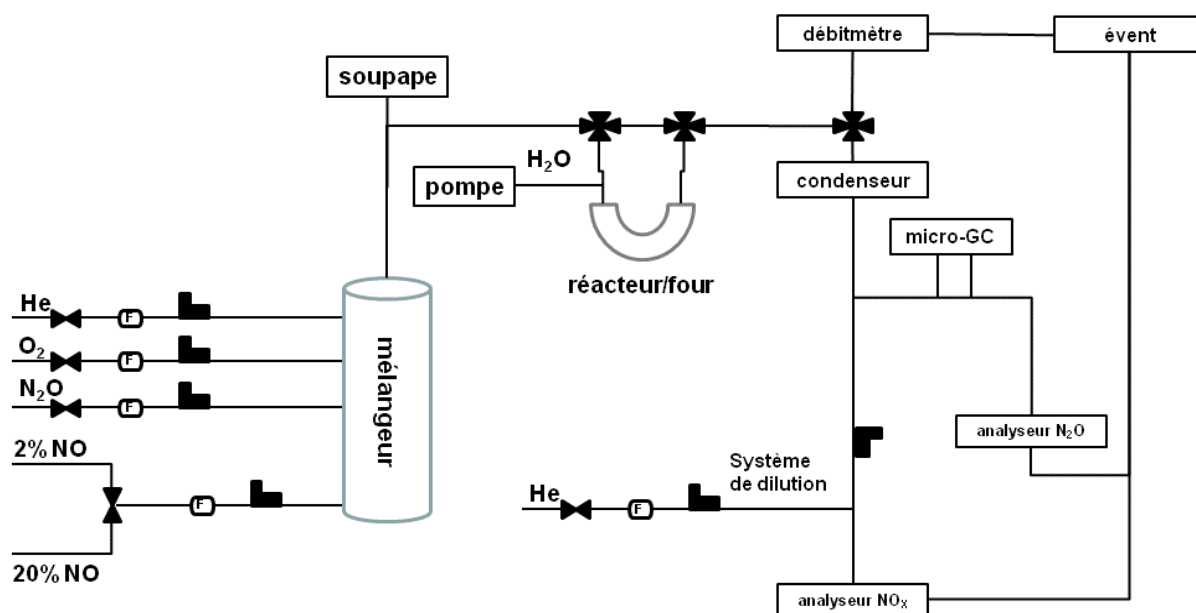 débitmètre
évent
soupape
H₂O
pompe
condenseur
micro-GC
réacteur/four
He
F
O₂
F
N₂O
F
mélangeur
2% NO
F
20% NO
analyseur N₂O
Système
de dilution
He
F
analyseur NOₓ